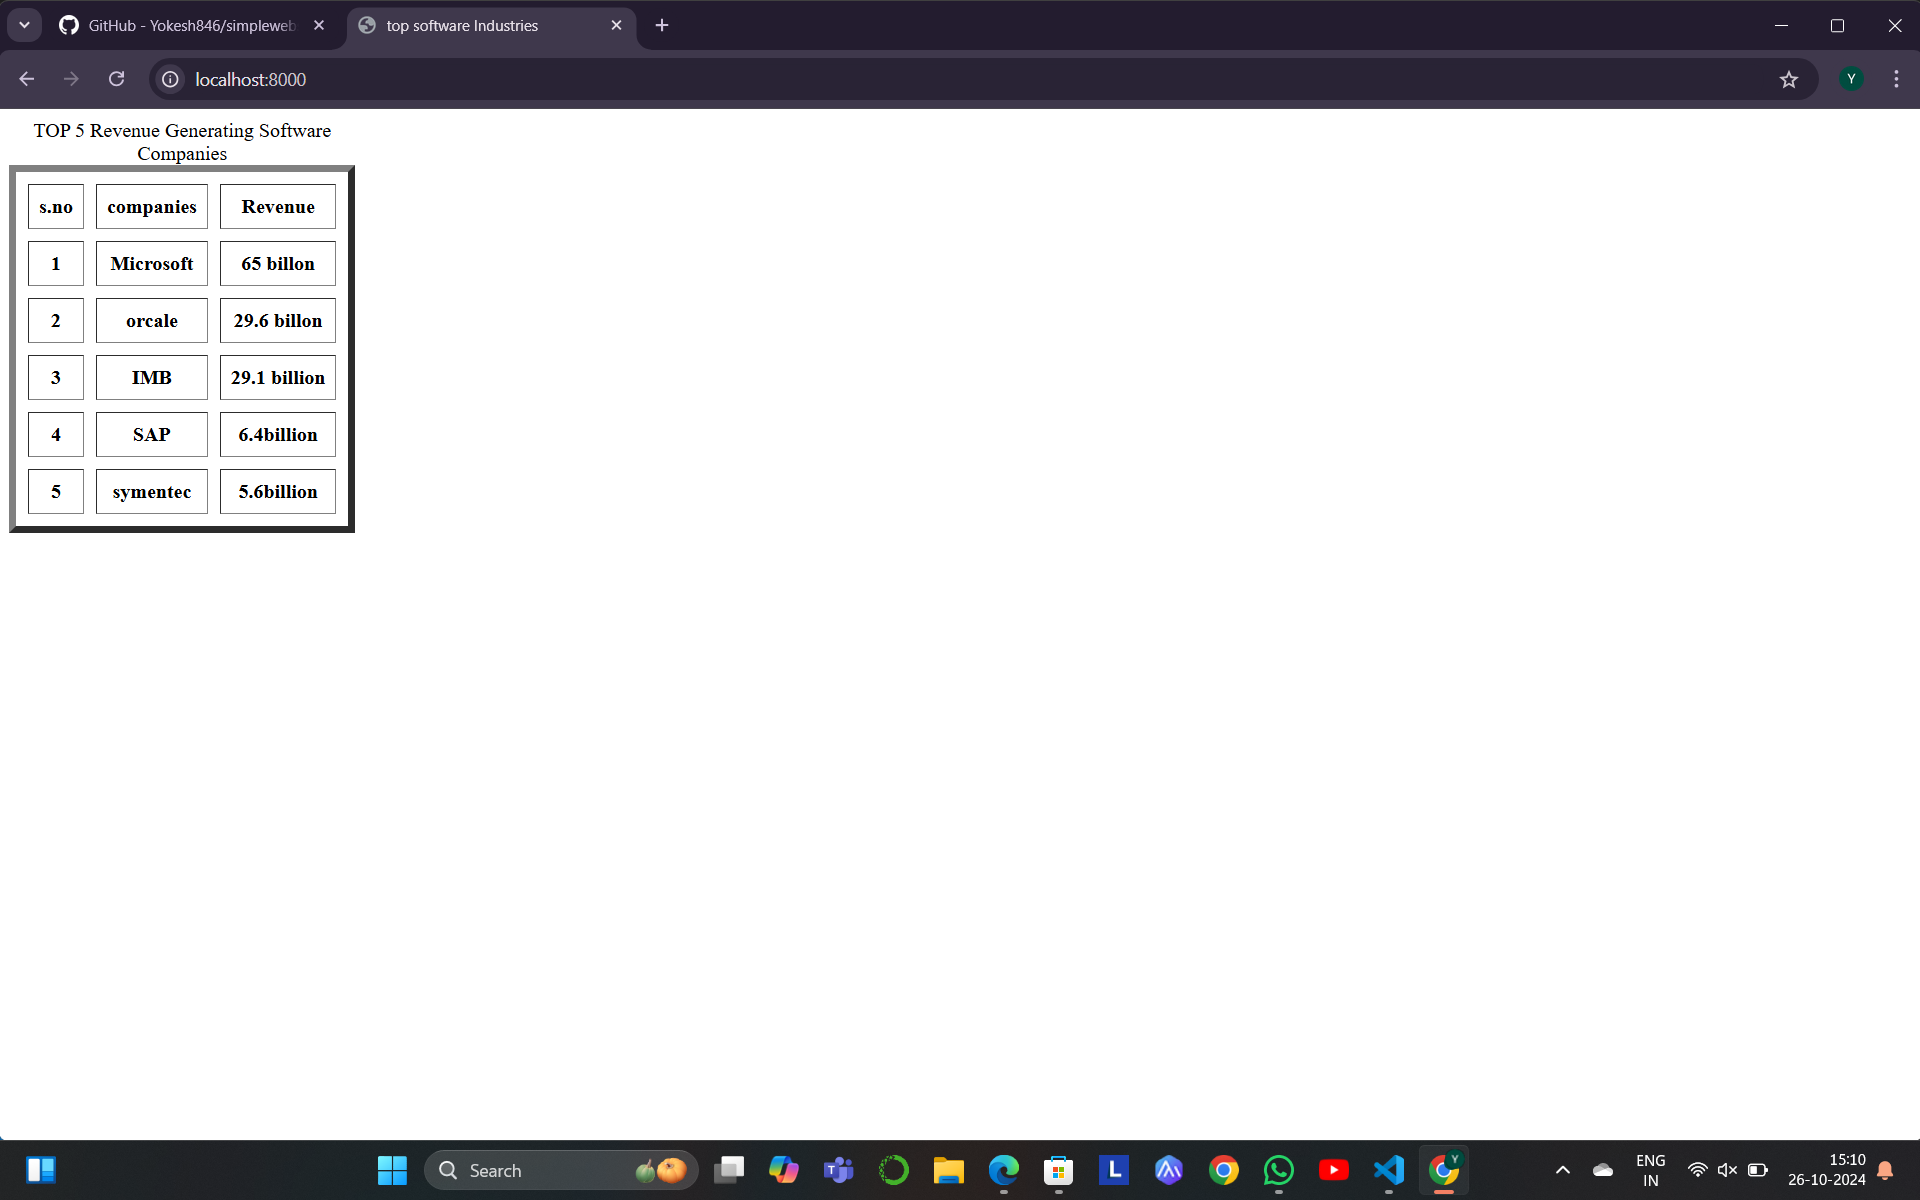 GitHub - Yokesh846/simpleweb
top software Industries
localhost:8000
Y
TOP 5 Revenue Generating Software
Companies
s.no companies Revenue
1 Microsoft 65 billon
2 orcale 29.6 billon
3 IMB 29.1 billion
4 SAP 6.4billion
5 symentec 5.6billion
Search
T
L
Y
ENG
IN
15:10
26-10-2024